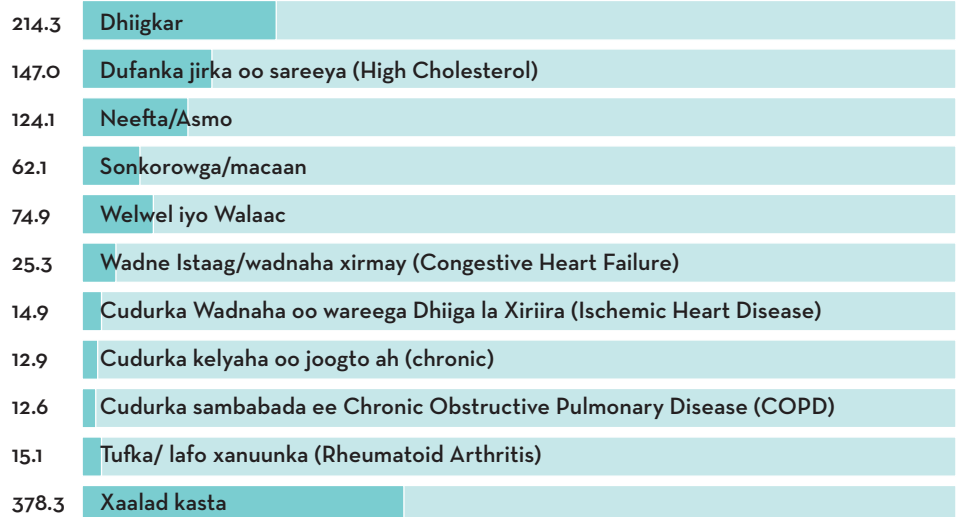 214.3 Dhiigkar
147.0 Dufanka jirka oo sareeya (High Cholesterol)
124.1 Neefta/Asmo
62.1 Sonkorowga/macaan
74.9 Welwel iyo Walaac
25.3 Wadne Istaag/wadnaha xirmay (Congestive Heart Failure)
14.9 Cudurka Wadnaha oo wareega Dhiiga la Xiriira (Ischemic Heart Disease)
12.9 Cudurka kelyaha oo joogto ah (chronic)
12.6 Cudurka sambabada ee Chronic Obstructive Pulmonary Disease (COPD)
15.1 Tufka/ lafo xanuunka (Rheumatoid Arthritis)
378.3 Xaalad kasta